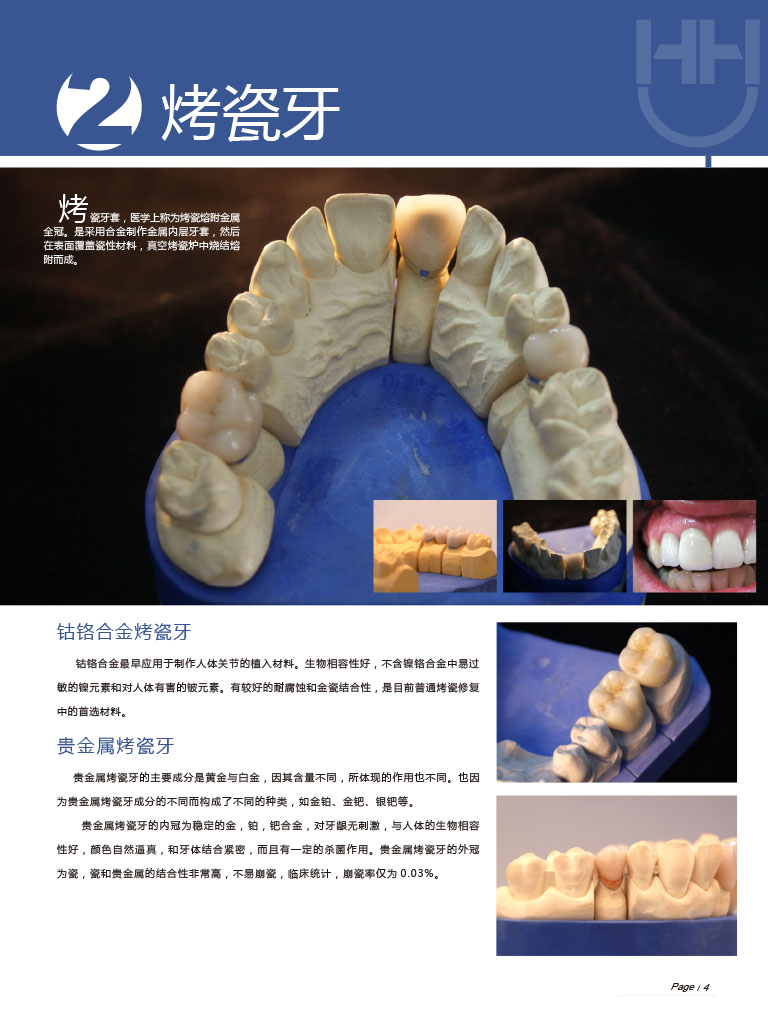 2 烤瓷牙
烤瓷牙套，医学上称为烤瓷熔附金属
全冠。是采用合金制作金属内层牙套，然后
在表面覆盖瓷性材料，真空烤瓷炉中烧结熔
附而成。
钴铬合金烤瓷牙
钴铬合金最早应用于制作人体关节的植入材料。生物相容性好，不含镍铬合金中易过
敏的镍元素和对人体有害的铍元素。有较好的耐腐蚀和金瓷结合性，是目前普通烤瓷修复
中的首选材料。
贵金属烤瓷牙
贵金属烤瓷牙的主要成分是黄金与白金，因其含量不同，所体现的作用也不同。也因
为贵金属烤瓷牙成分的不同而构成了不同的种类，如金铂、金钯、银钯等。
贵金属烤瓷牙的内冠为稳定的金，铂，钯合金，对牙龈无刺激，与人体的生物相容
性好，颜色自然逼真，和牙体结合紧密，而且有一定的杀菌作用。贵金属烤瓷牙的外冠
为瓷，瓷和贵金属的结合性非常高，不易崩瓷，临床统计，崩瓷率仅为 0.03%。
Page / 4